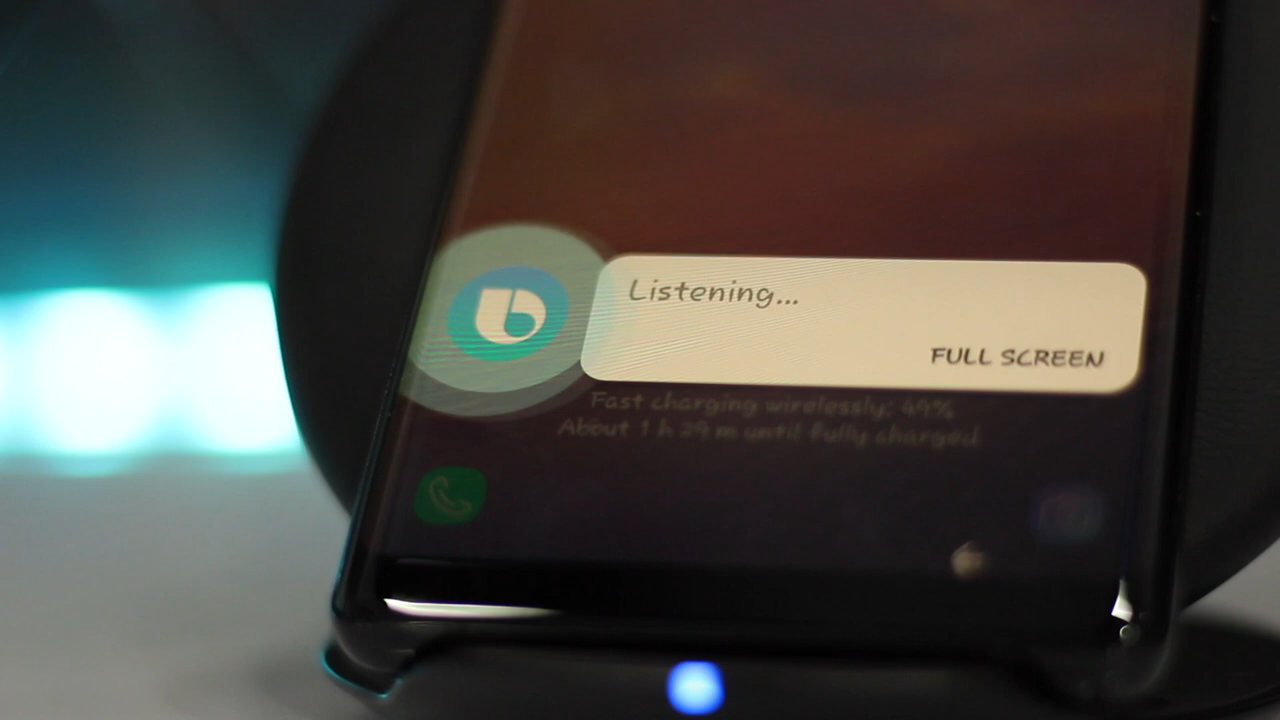 Listening...
FULL SCREEN
Fast charging wirelessly: 49%
About 1 h 29 m until fully charged